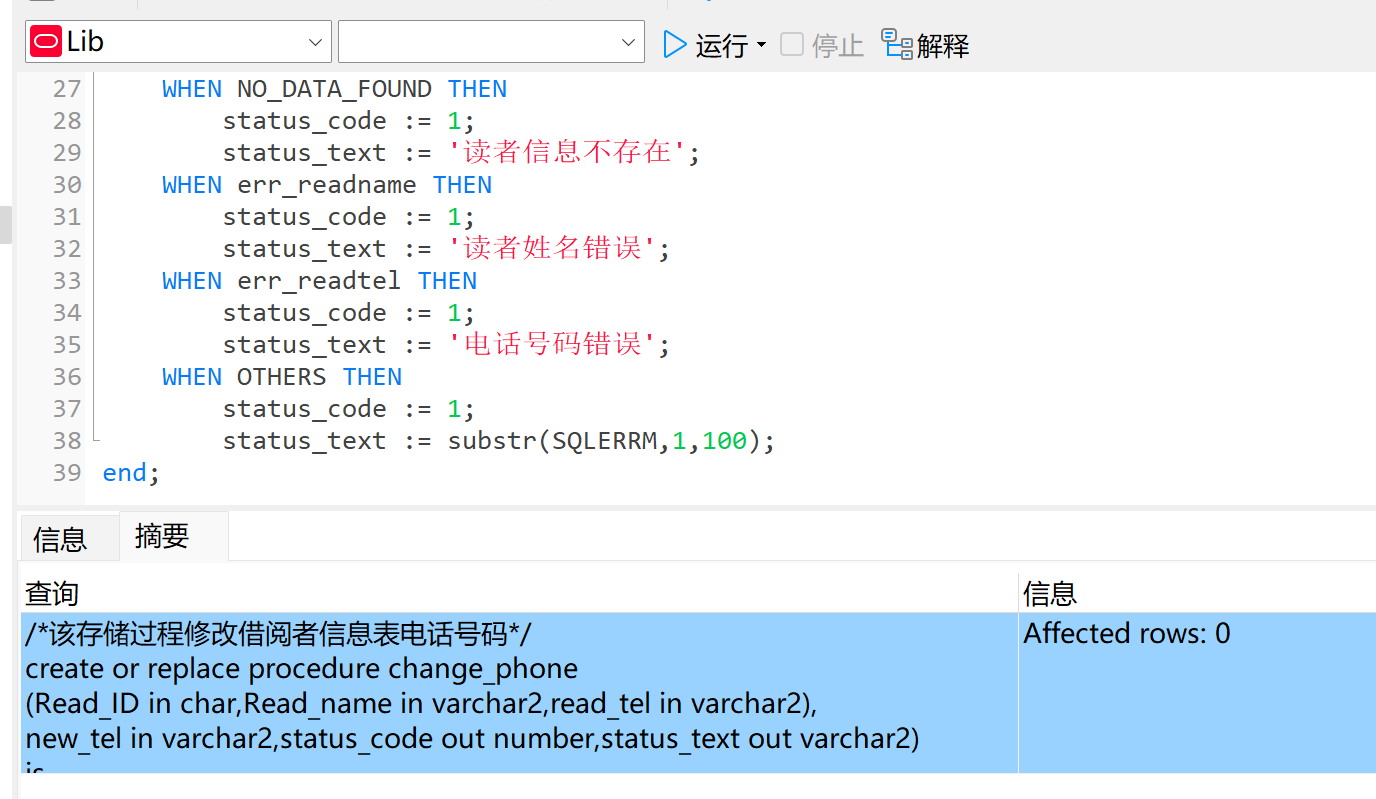 Lib
运行 停止 解释
27 WHEN NO_DATA_FOUND THEN
28 status_code := 1;
29 status_text := '读者信息不存在';
30 WHEN err_readname THEN
31 status_code := 1;
32 status_text := '读者姓名错误';
33 WHEN err_readtel THEN
34 status_code := 1;
35 status_text := '电话号码错误';
36 WHEN OTHERS THEN
37 status_code := 1;
38 status_text := substr(SQLERRM,1,100);
39 end;
信息 摘要
查询 信息
/*该存储过程修改借阅者信息表电话号码*/ Affected rows: 0
create or replace procedure change_phone
(Read_ID in char,Read_name in varchar2,read_tel in varchar2),
new_tel in varchar2,status_code out number,status_text out varchar2)
is